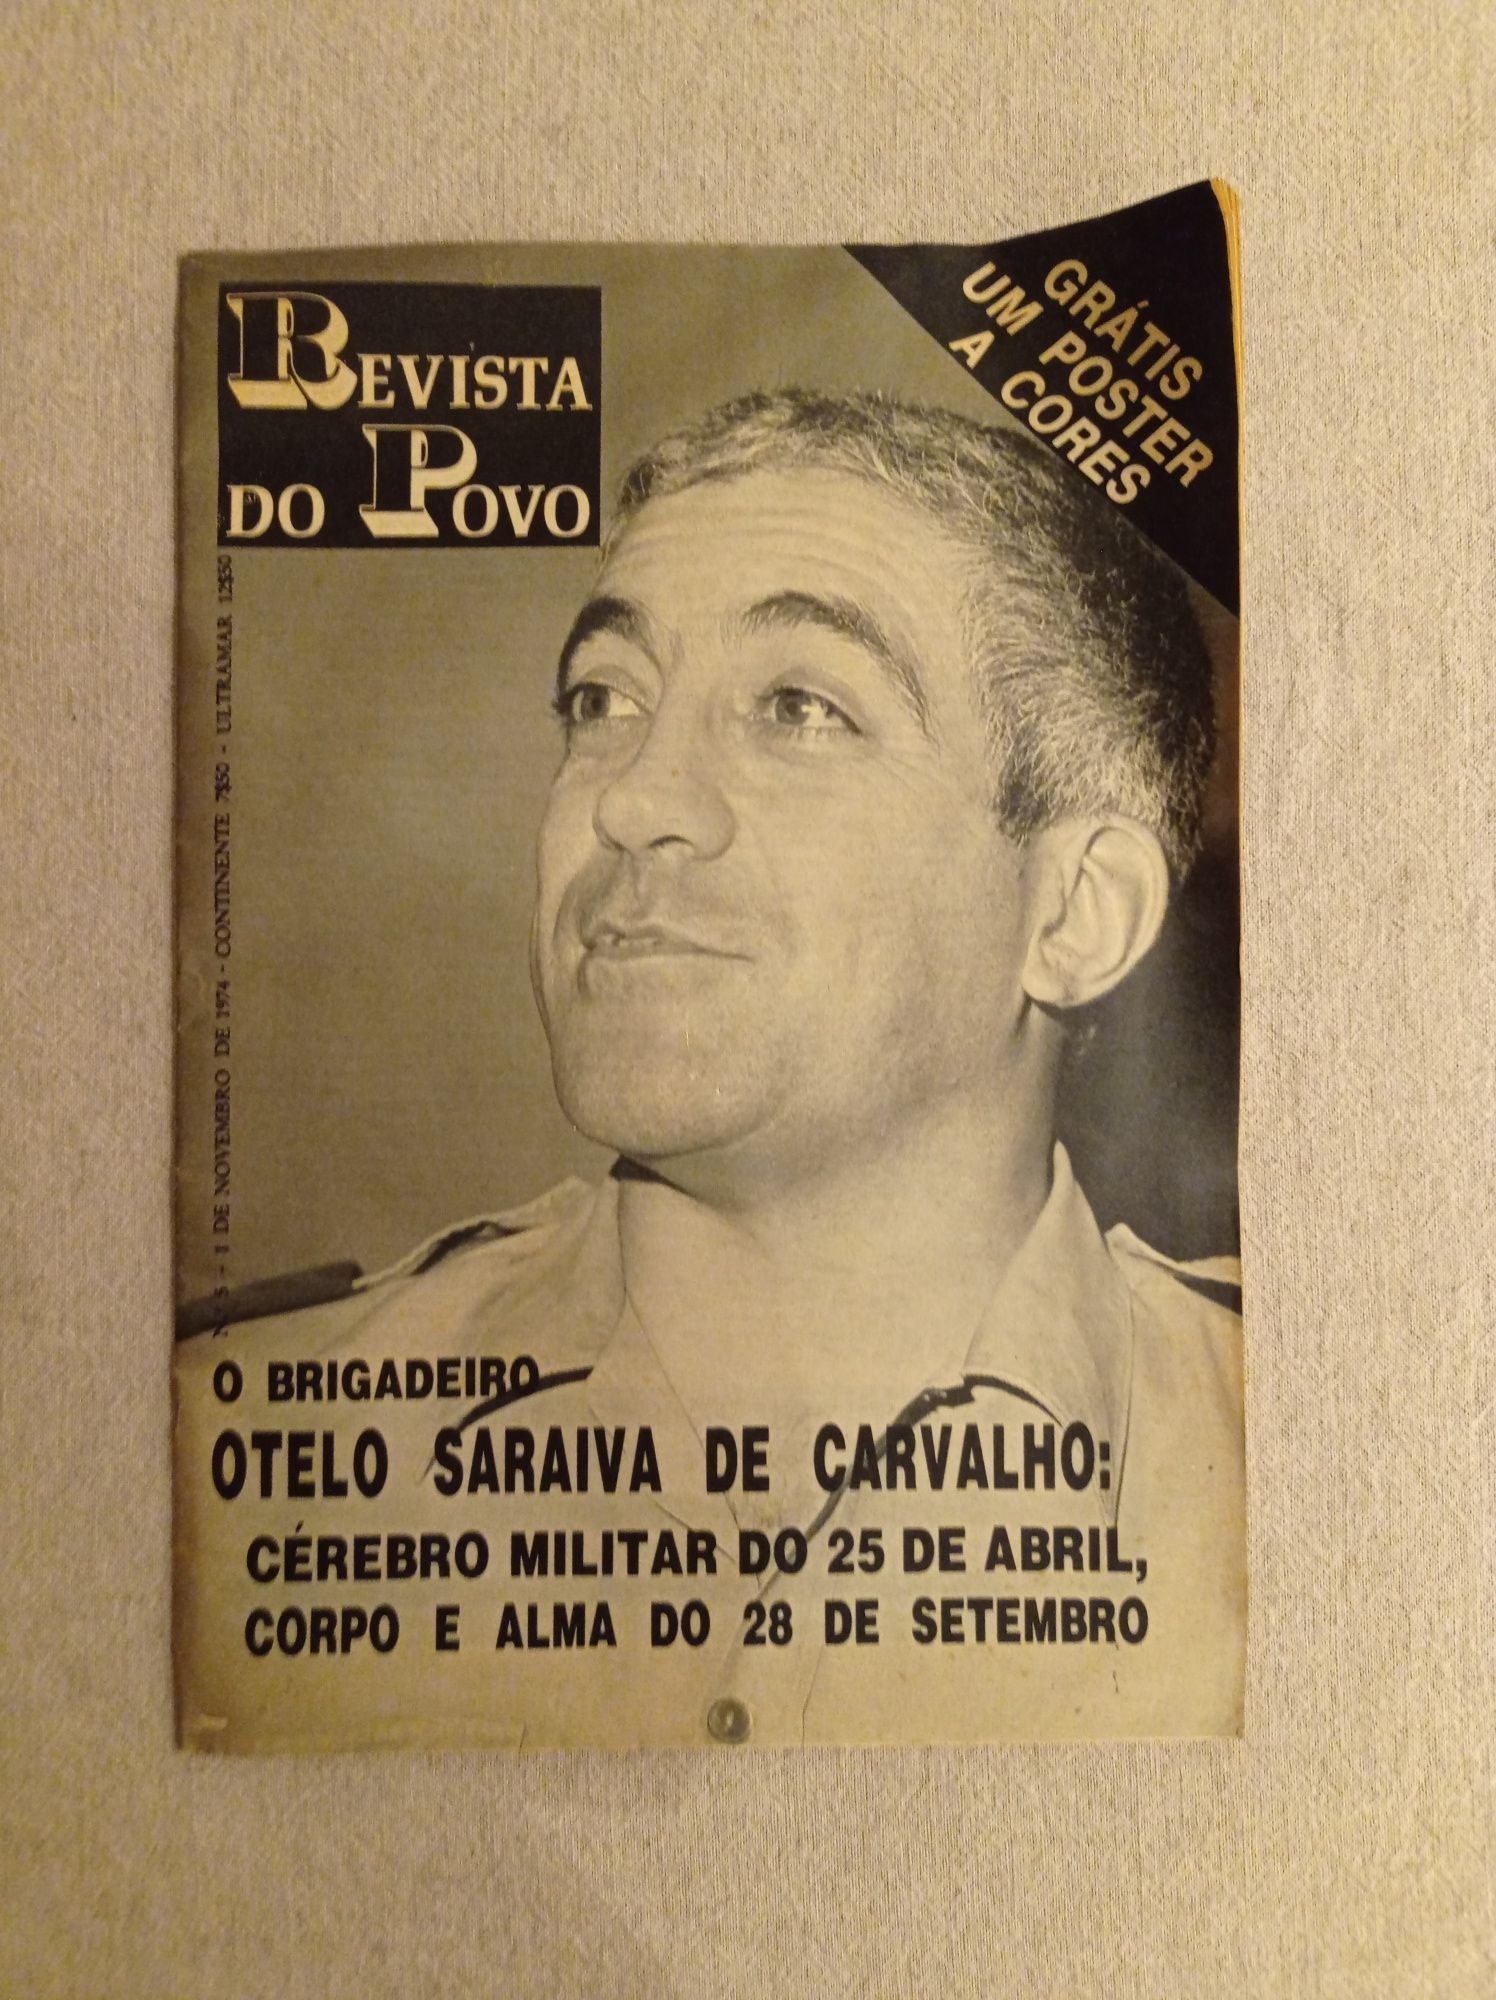 REVISTA
DO POVO
GRÁTIS
UM POSTER
A CORES
N.º 5 - 1 DE NOVEMBRO DE 1974 - CONTINENTE 7$50 - ULTRAMAR 12$50
O BRIGADEIRO
OTELO SARAIVA DE CARVALHO:
CÉREBRO MILITAR DO 25 DE ABRIL,
CORPO E ALMA DO 28 DE SETEMBRO